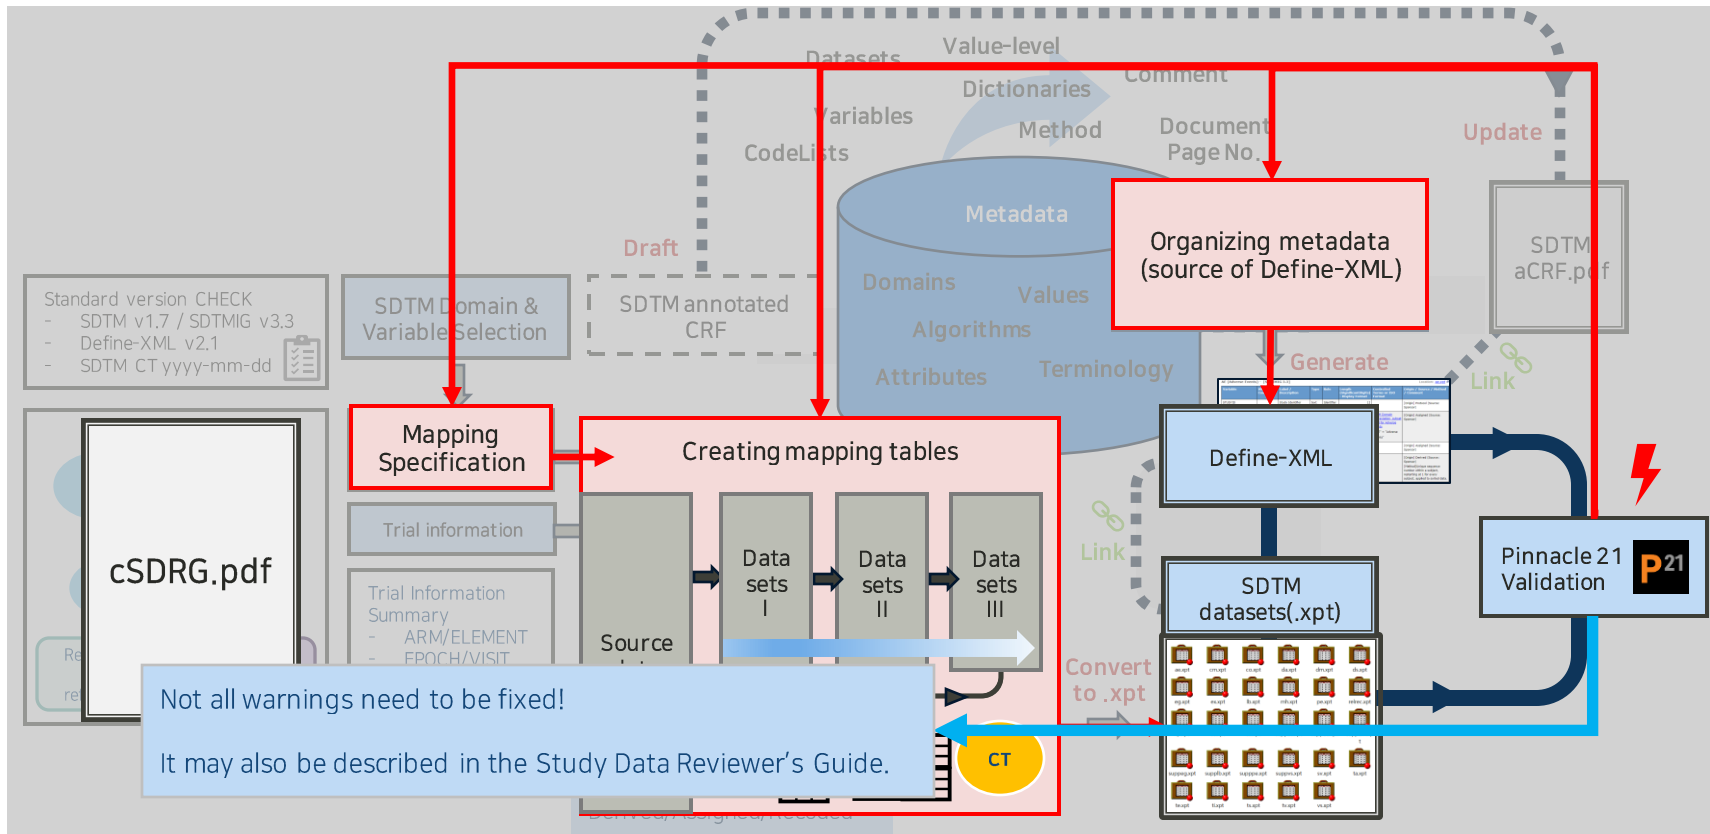 Datasets
Value-level
Comment
Dictionaries
Variables
Method
Document
Page No.
CodeLists
Update
Metadata
Draft
Organizing metadata
(source of Define-XML)
SDTM
aCRF.pdf
Standard version CHECK
- SDTM v1.7 / SDTMIG v3.3
- Define-XML v2.1
- SDTM CT yyyy-mm-dd
SDTM Domain &
Variable Selection
SDTM annotated
CRF
Domains
Values
Algorithms
Attributes
Terminology
Generate
Link
Mapping
Specification
Creating mapping tables
Define-XML
Trial information
Link
cSDRG.pdf
Data
sets
I
Data
sets
II
Data
sets
III
SDTM
datasets(.xpt)
Pinnacle 21
Validation
P21
Trial Information
Summary
- ARM/ELEMENT
- EPOCH/VISIT
Source
Convert
to .xpt
Not all warnings need to be fixed!
It may also be described in the Study Data Reviewer's Guide.
CT
Derived/Assigned/Recoded